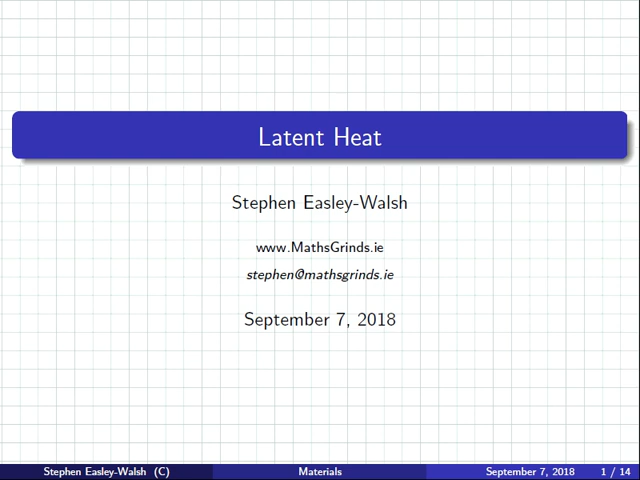 Latent Heat
Stephen Easley-Walsh
www.MathsGrinds.ie
stephen@mathsgrinds.ie
September 7, 2018
Stephen Easley-Walsh (C) Materials September 7, 2018 1 / 14